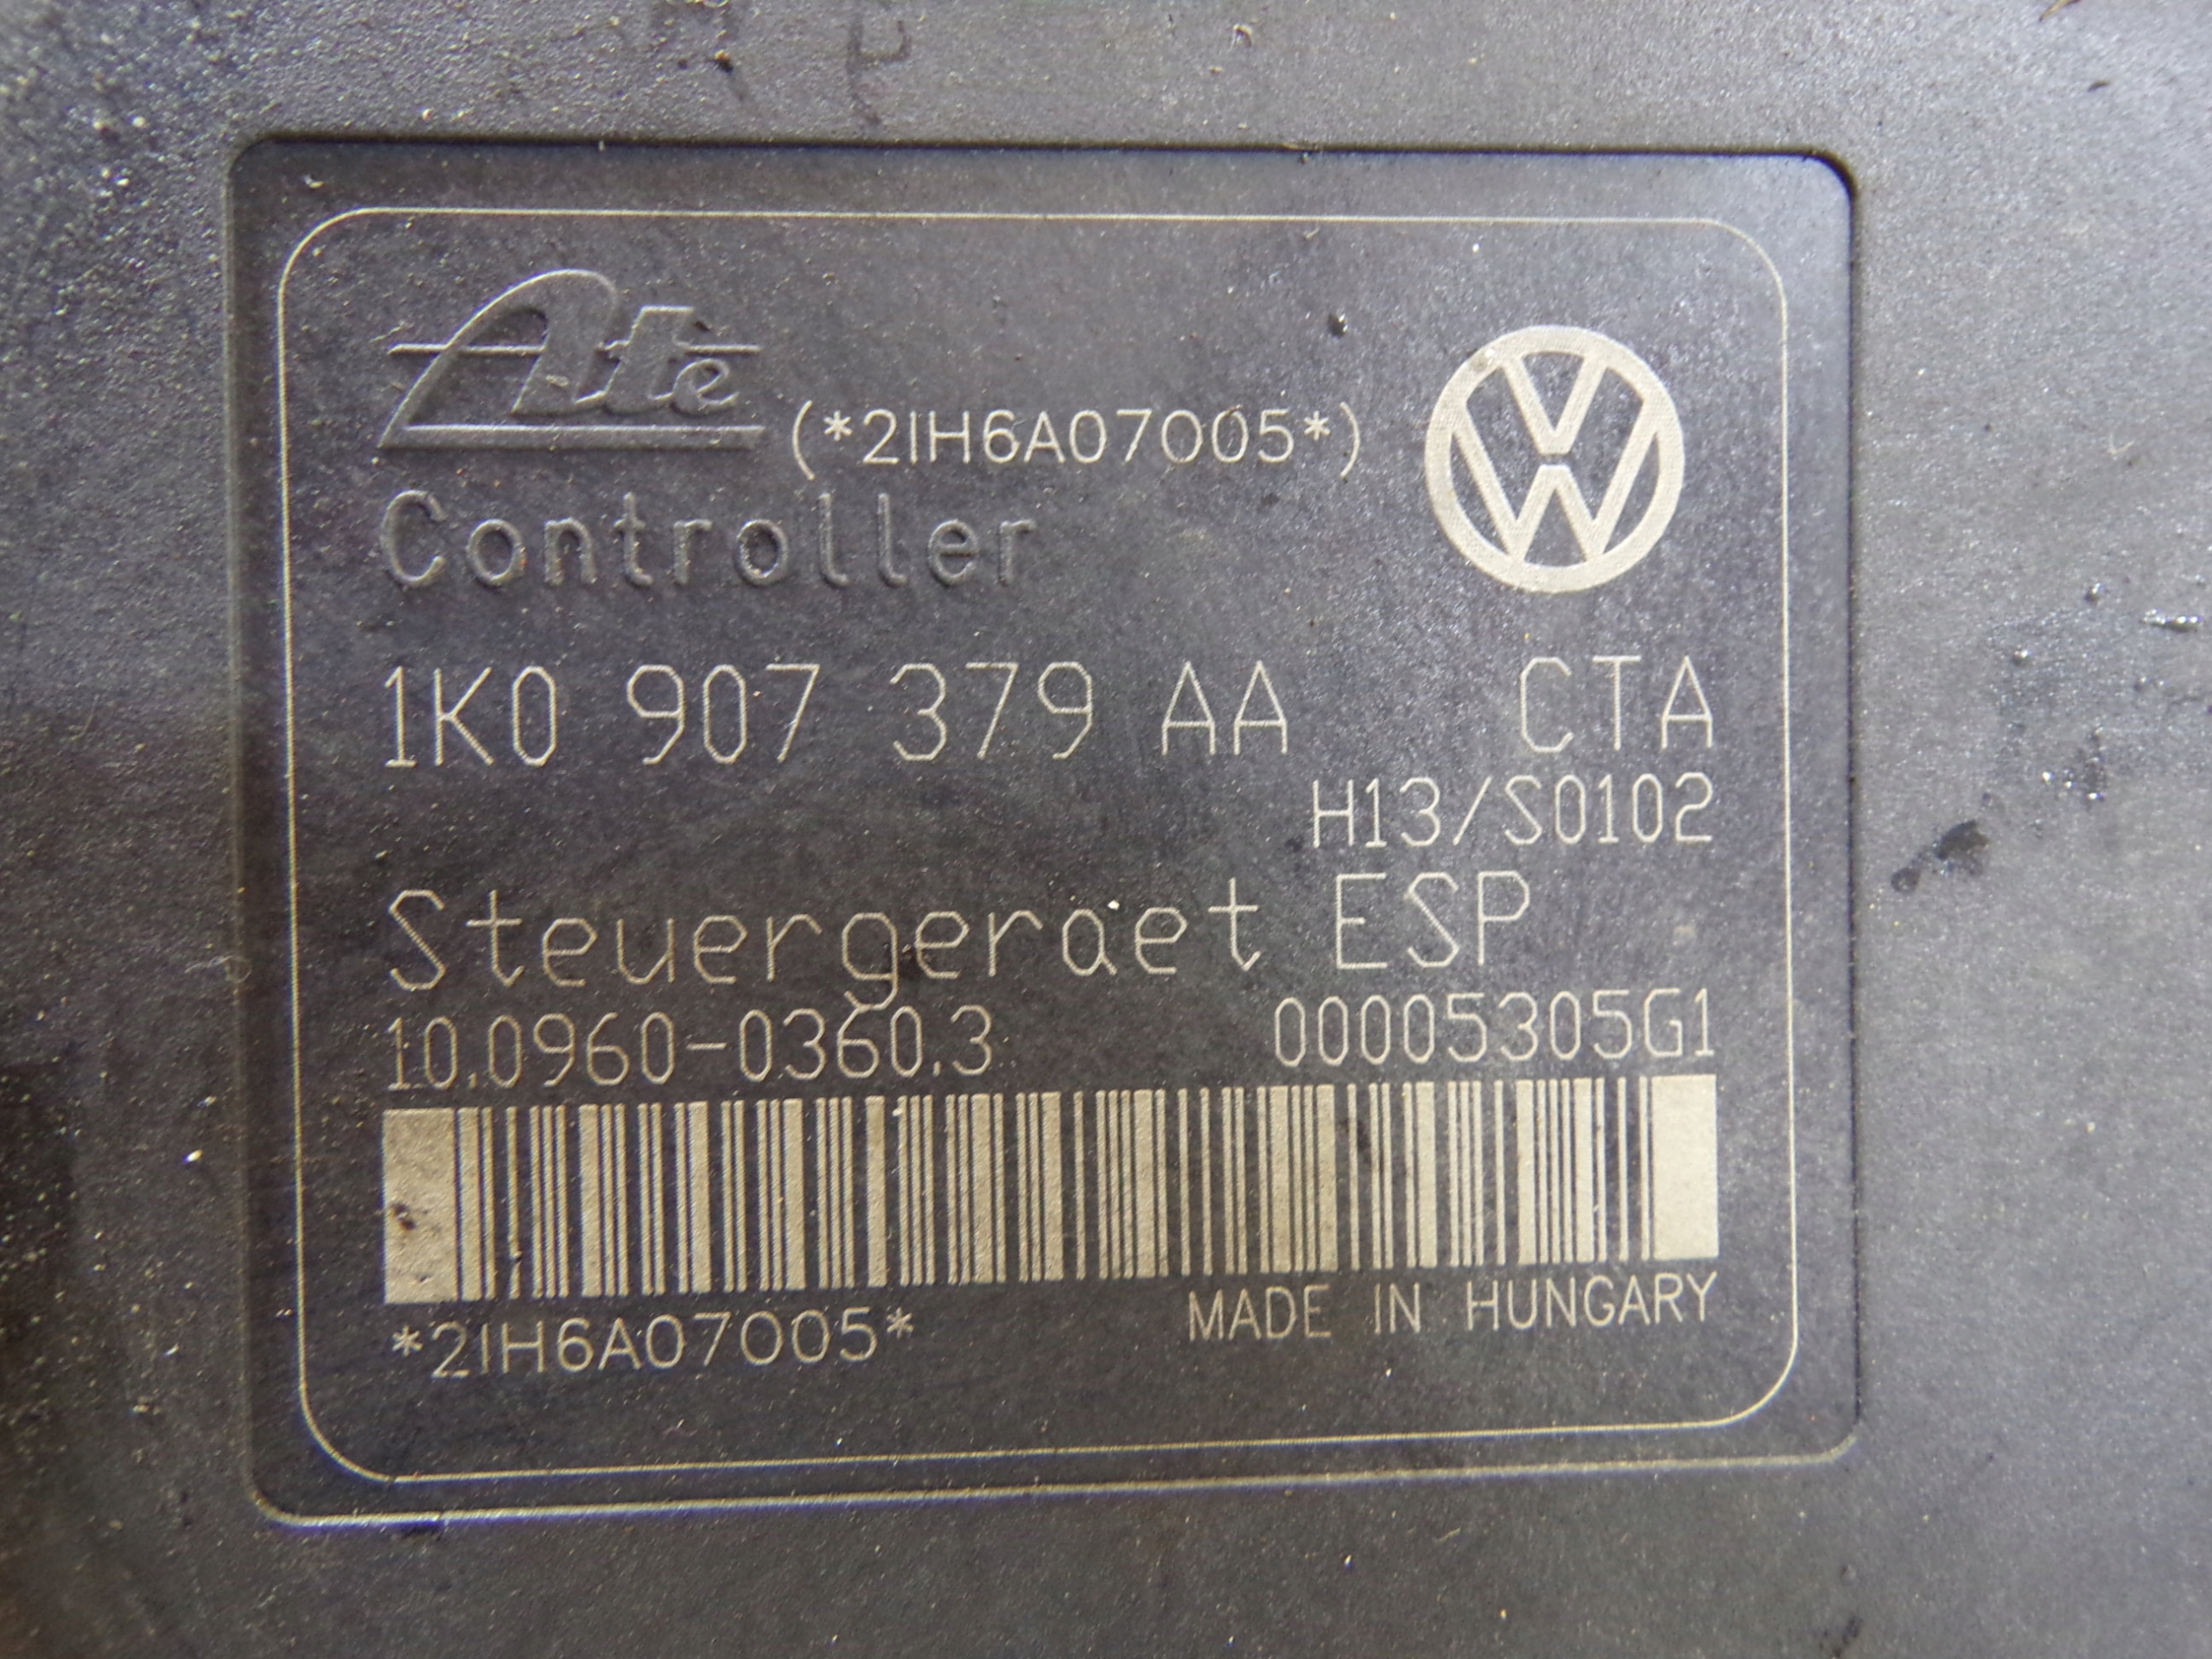 Ate (*2IH6A07005*)
Controller
1K0 907 379 AA CTA
H13/S0102
Steuergeraet ESP
10.0960-0360.3 00005305G1
*2IH6A07005* MADE IN HUNGARY